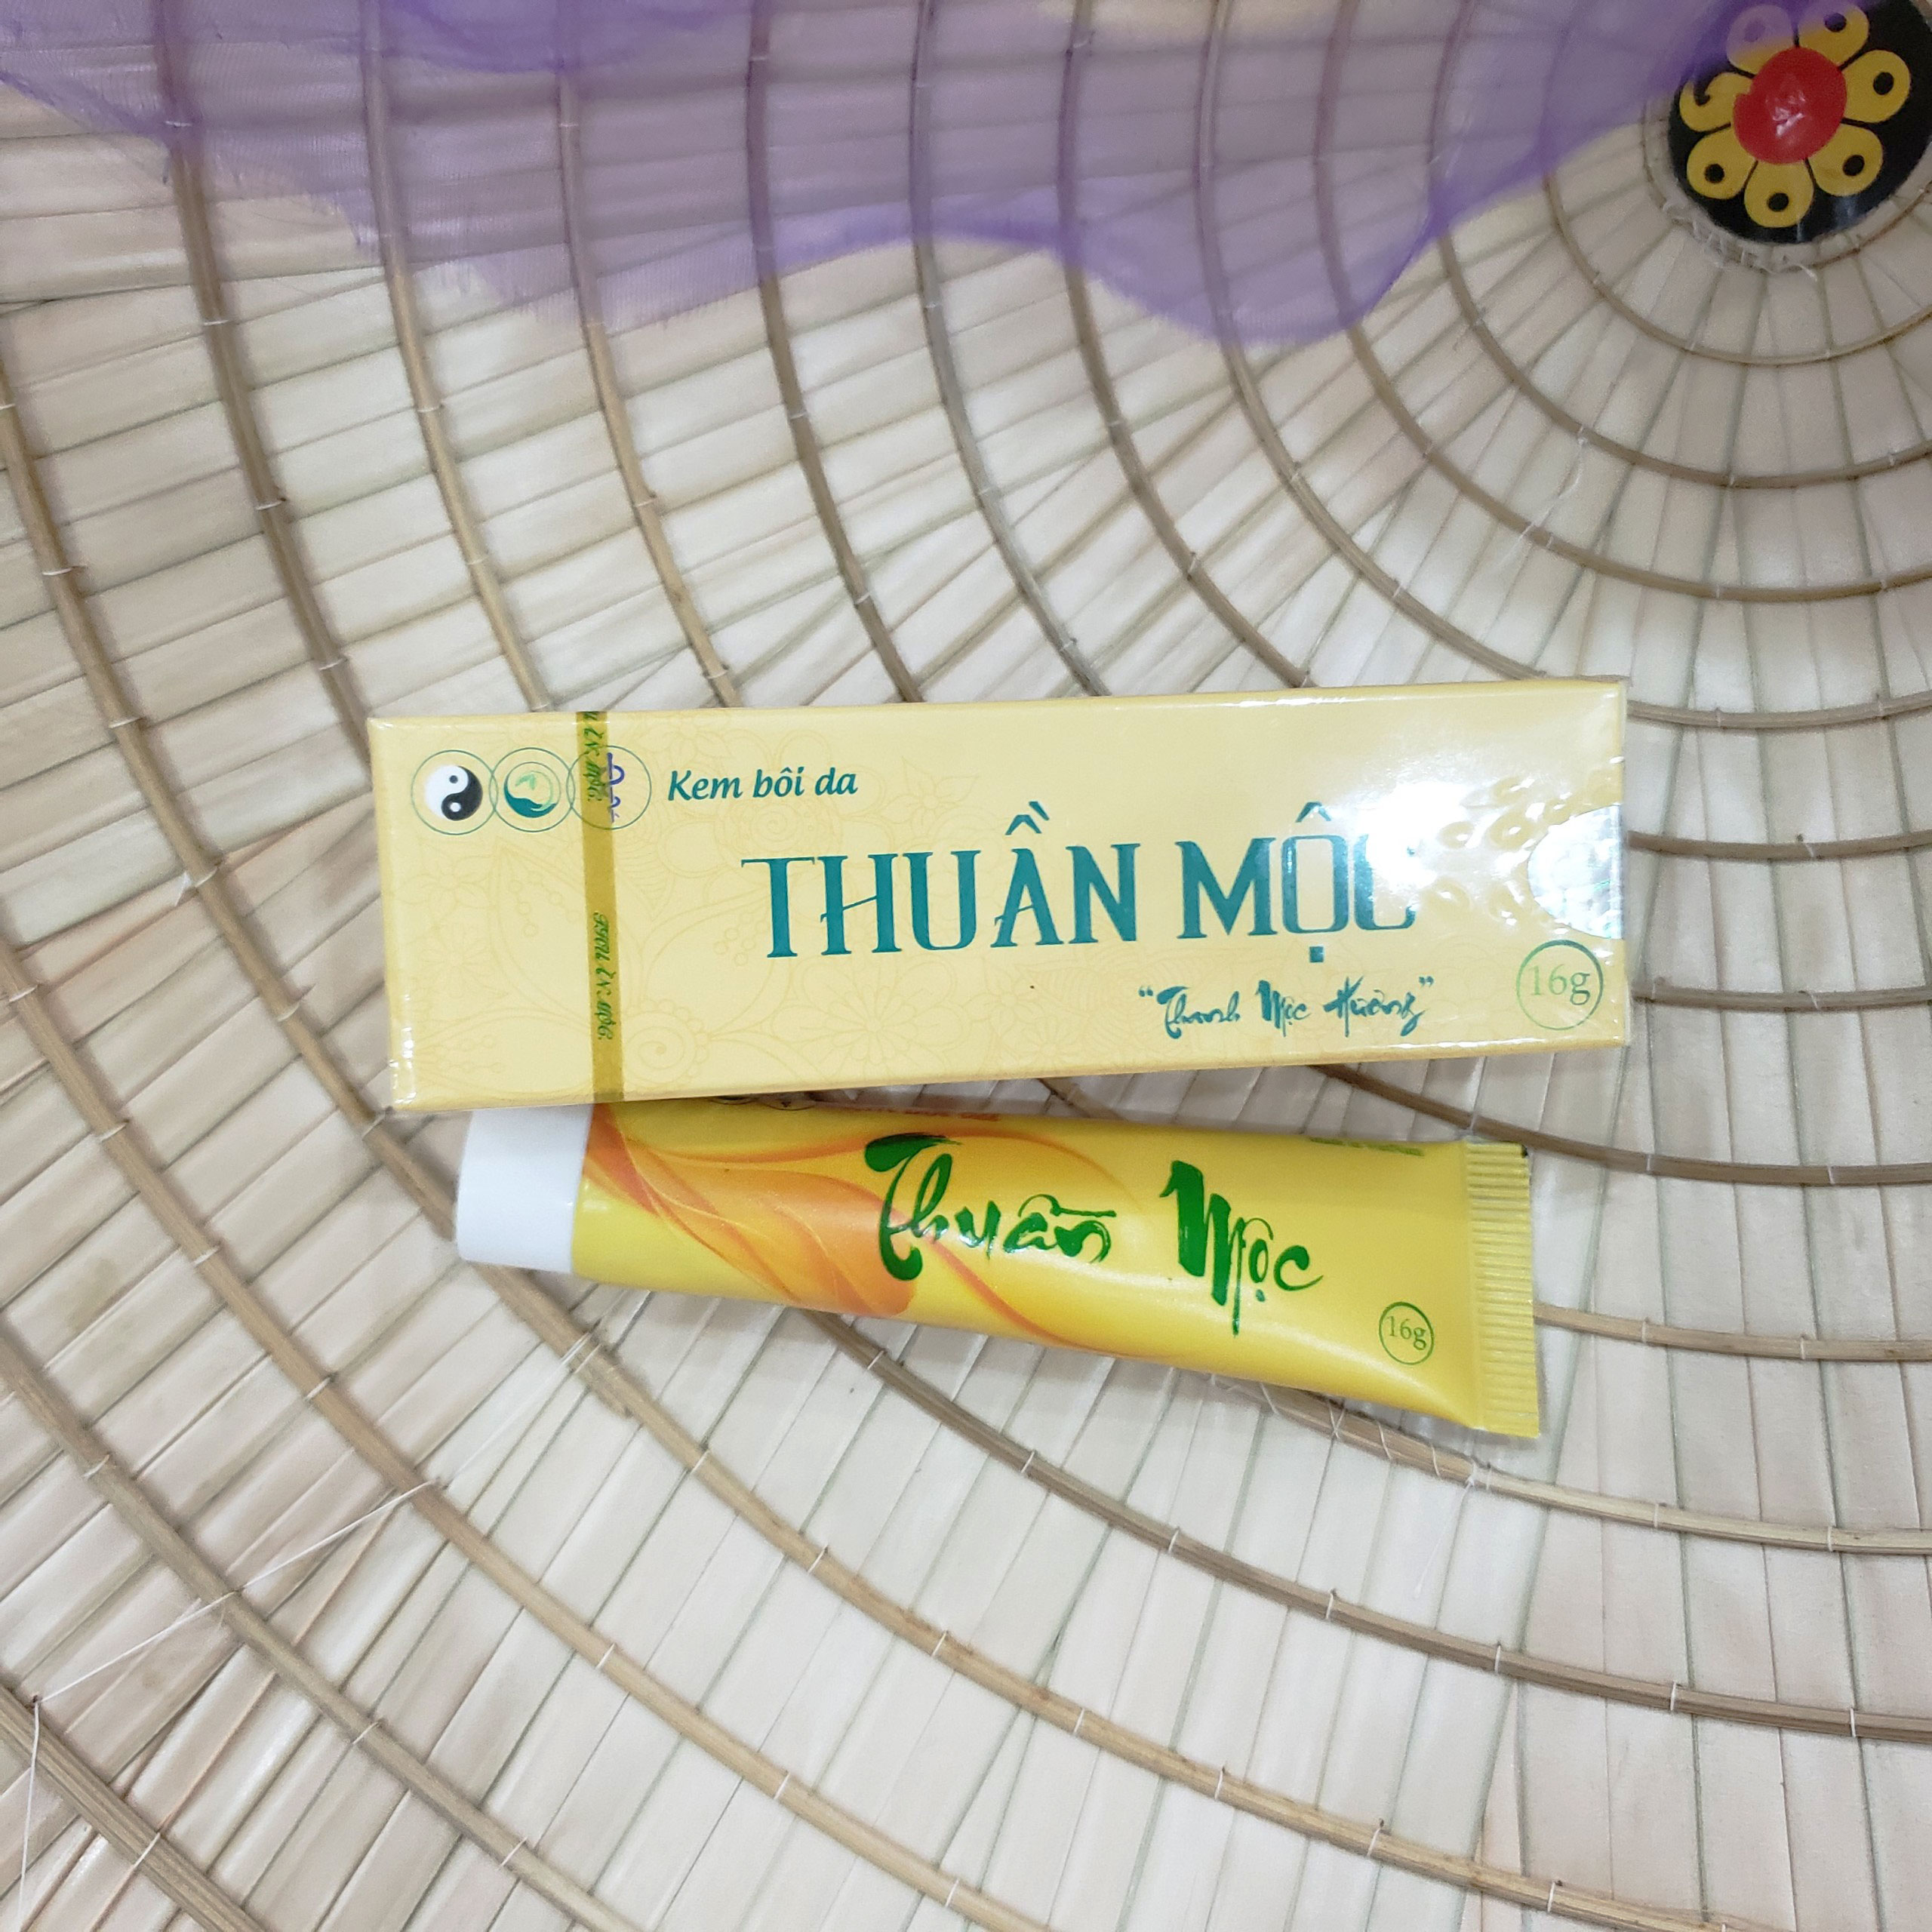 Kem bôi da
THUẦN MỘC
"Thanh Mộc Hương"
16g
Thuần Mộc
16g